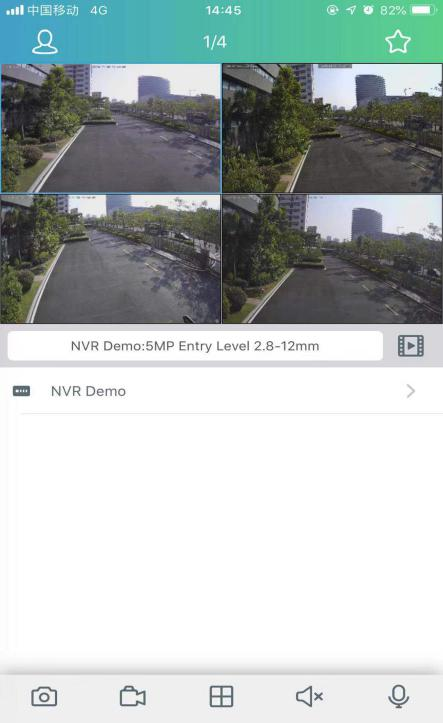 中国移动 4G 14:45 82%
1/4
NVR Demo:5MP Entry Level 2.8-12mm
NVR Demo